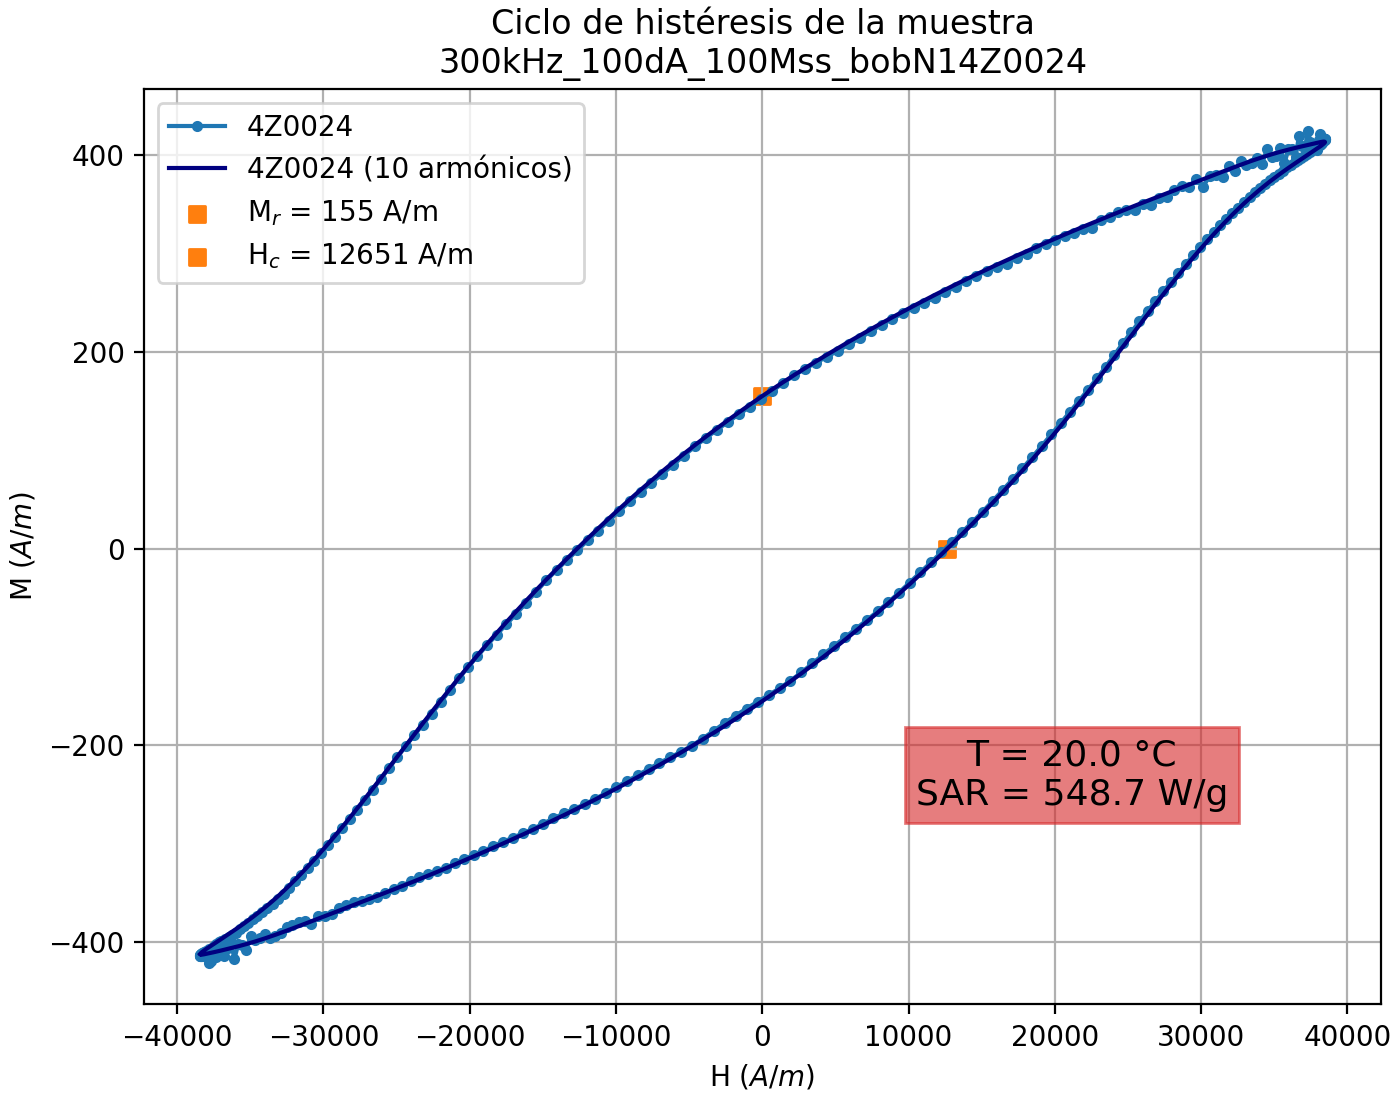 Ciclo de histéresis de la muestra
300kHz_100dA_100Mss_bobN14Z0024
4Z0024
4Z0024 (10 armónicos)
Mᵣ = 155 A/m
H_c = 12651 A/m
400
200
0
−200
−400
M (A/m)
T = 20.0 °C
SAR = 548.7 W/g
−40000 −30000 −20000 −10000 0 10000 20000 30000 40000
H (A/m)